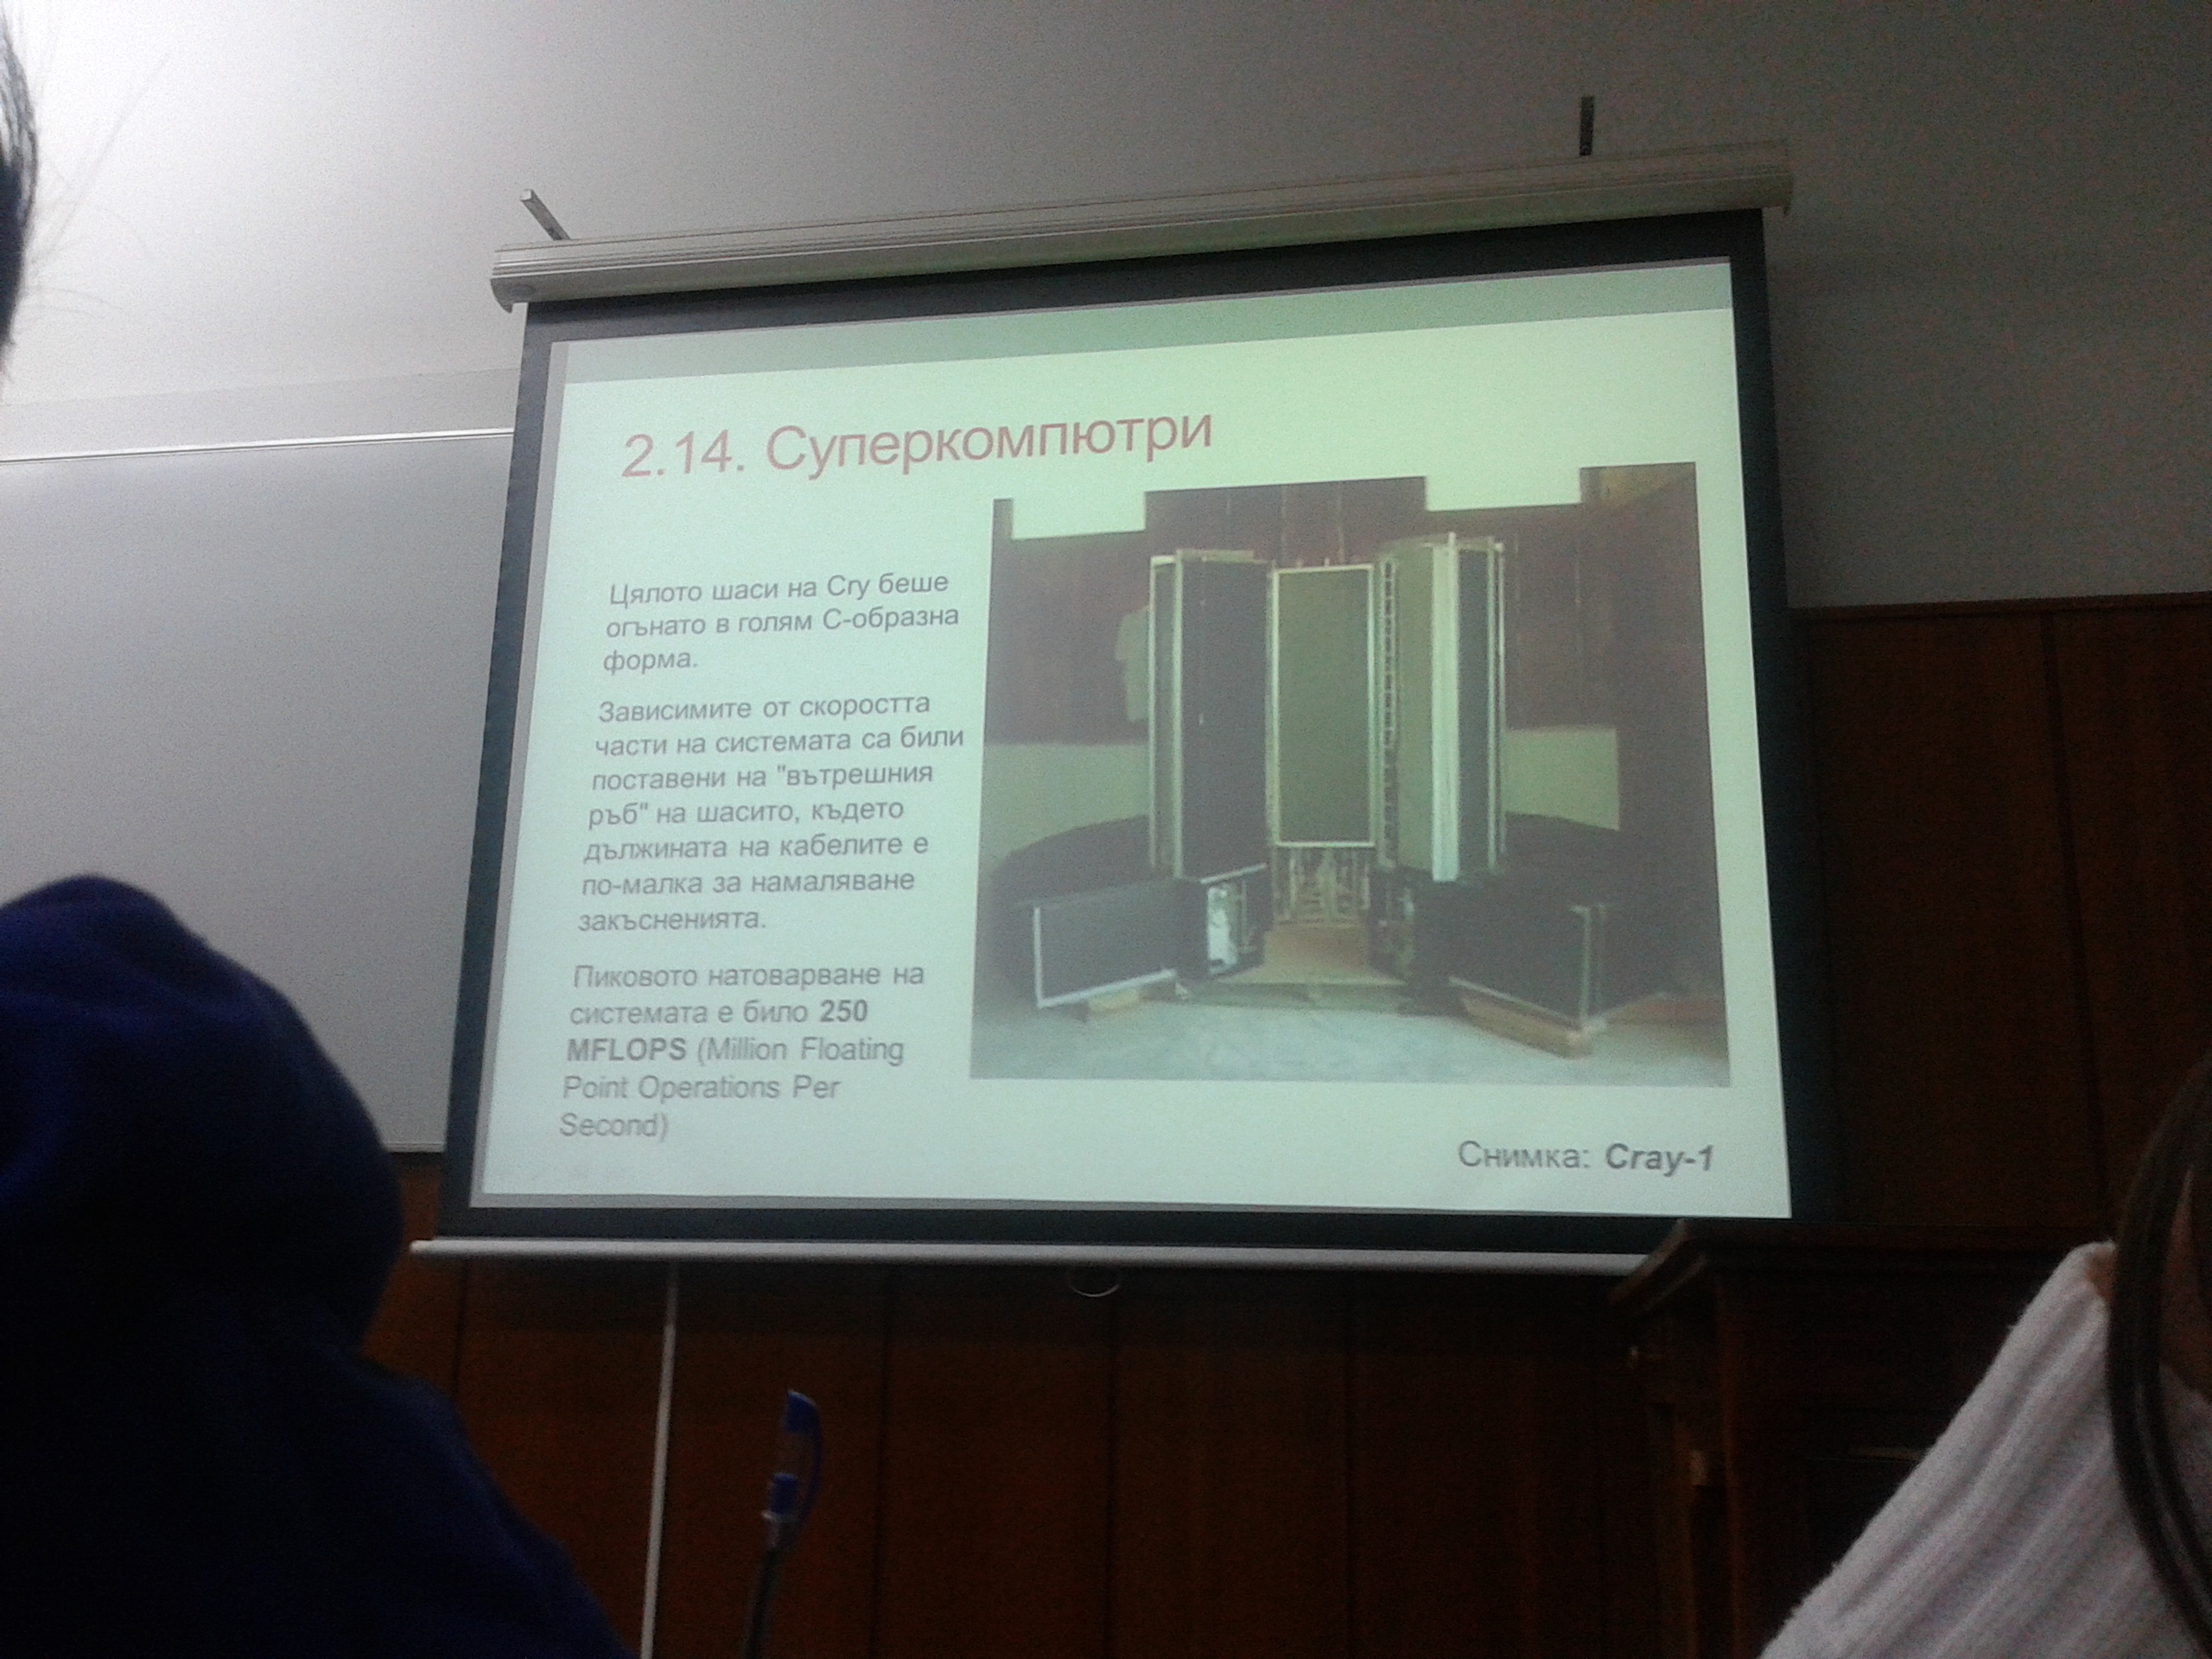 2.14. Суперкомпютри
Цялото шаси на Cry беше
огънато в голям С-образна
форма.
Зависимите от скоростта
части на системата са били
поставени на "вътрешния
ръб" на шасито, където
дължината на кабелите е
по-малка за намаляване
закъсненията.
Пиковото натоварване на
системата е било 250
MFLOPS (Million Floating
Point Operations Per
Second)
Снимка: Cray-1